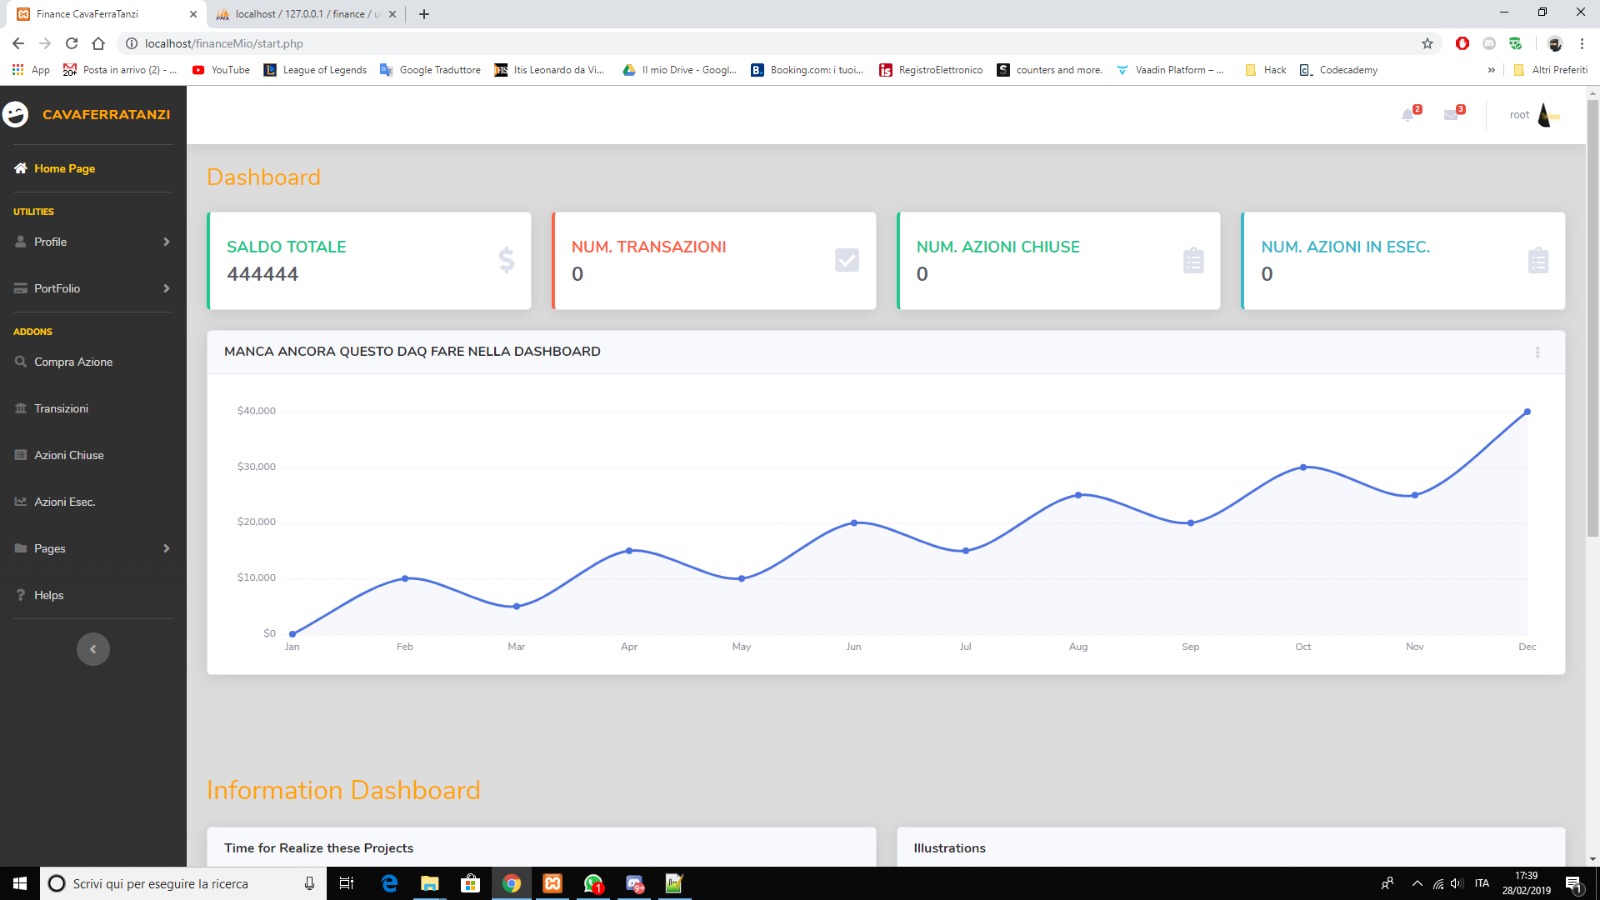 Finance CavaFerraTanzi
localhost / 127.0.0.1 / finance / u
localhost/financeMio/start.php
App
Posta in arrivo (2) - ...
YouTube
League of Legends
Google Traduttore
Itis Leonardo da Vi...
Il mio Drive - Googl...
Booking.com: i tuoi...
RegistroElettronico
counters and more.
Vaadin Platform – ...
Hack
Codecademy
»
Altri Preferiti
CAVAFERRATANZI
2
3
root
Home Page
UTILITIES
Profile
PortFolio
ADDONS
Compra Azione
Transizioni
Azioni Chiuse
Azioni Esec.
Pages
Helps
Dashboard
SALDO TOTALE
444444
NUM. TRANSAZIONI
0
NUM. AZIONI CHIUSE
0
NUM. AZIONI IN ESEC.
0
MANCA ANCORA QUESTO DAQ FARE NELLA DASHBOARD
$40,000
$30,000
$20,000
$10,000
$0
Jan Feb Mar Apr May Jun Jul Aug Sep Oct Nov Dec
Information Dashboard
Time for Realize these Projects
Illustrations
Scrivi qui per eseguire la ricerca
1
9+
ITA
17:39
28/02/2019
1